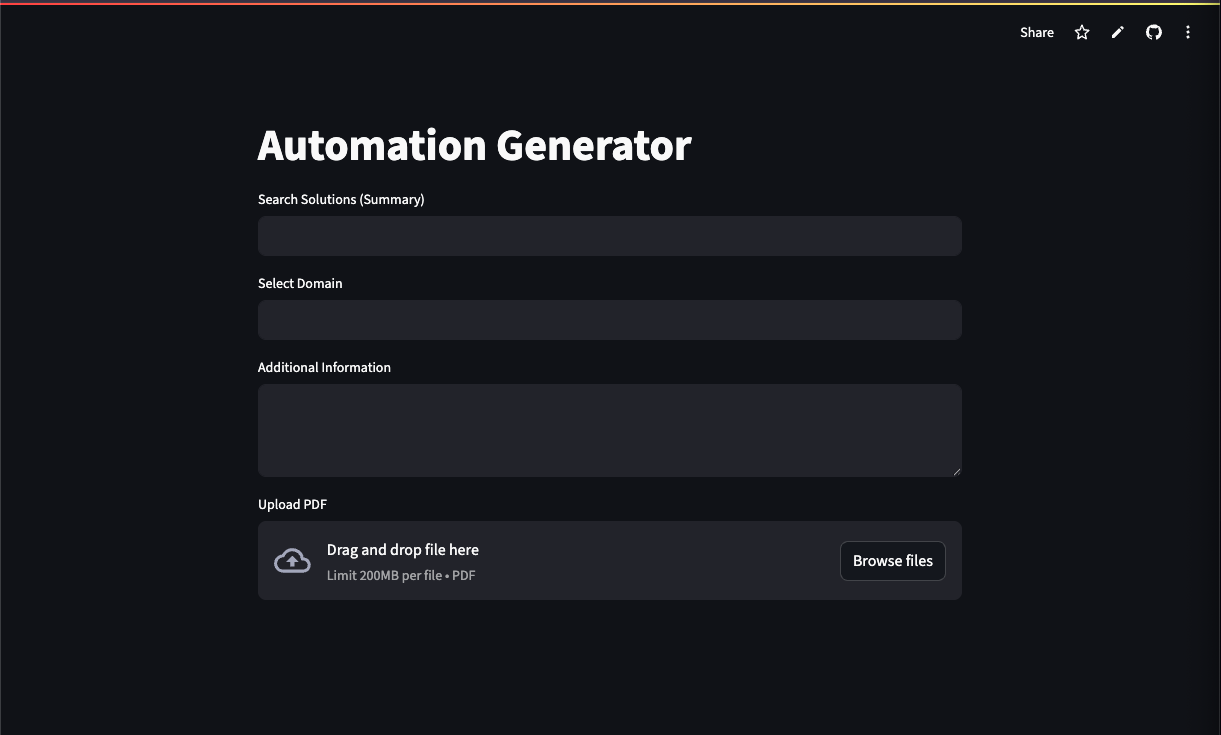 Share
Automation Generator
Search Solutions (Summary)
Select Domain
Additional Information
Upload PDF
Drag and drop file here
Limit 200MB per file • PDF
Browse files